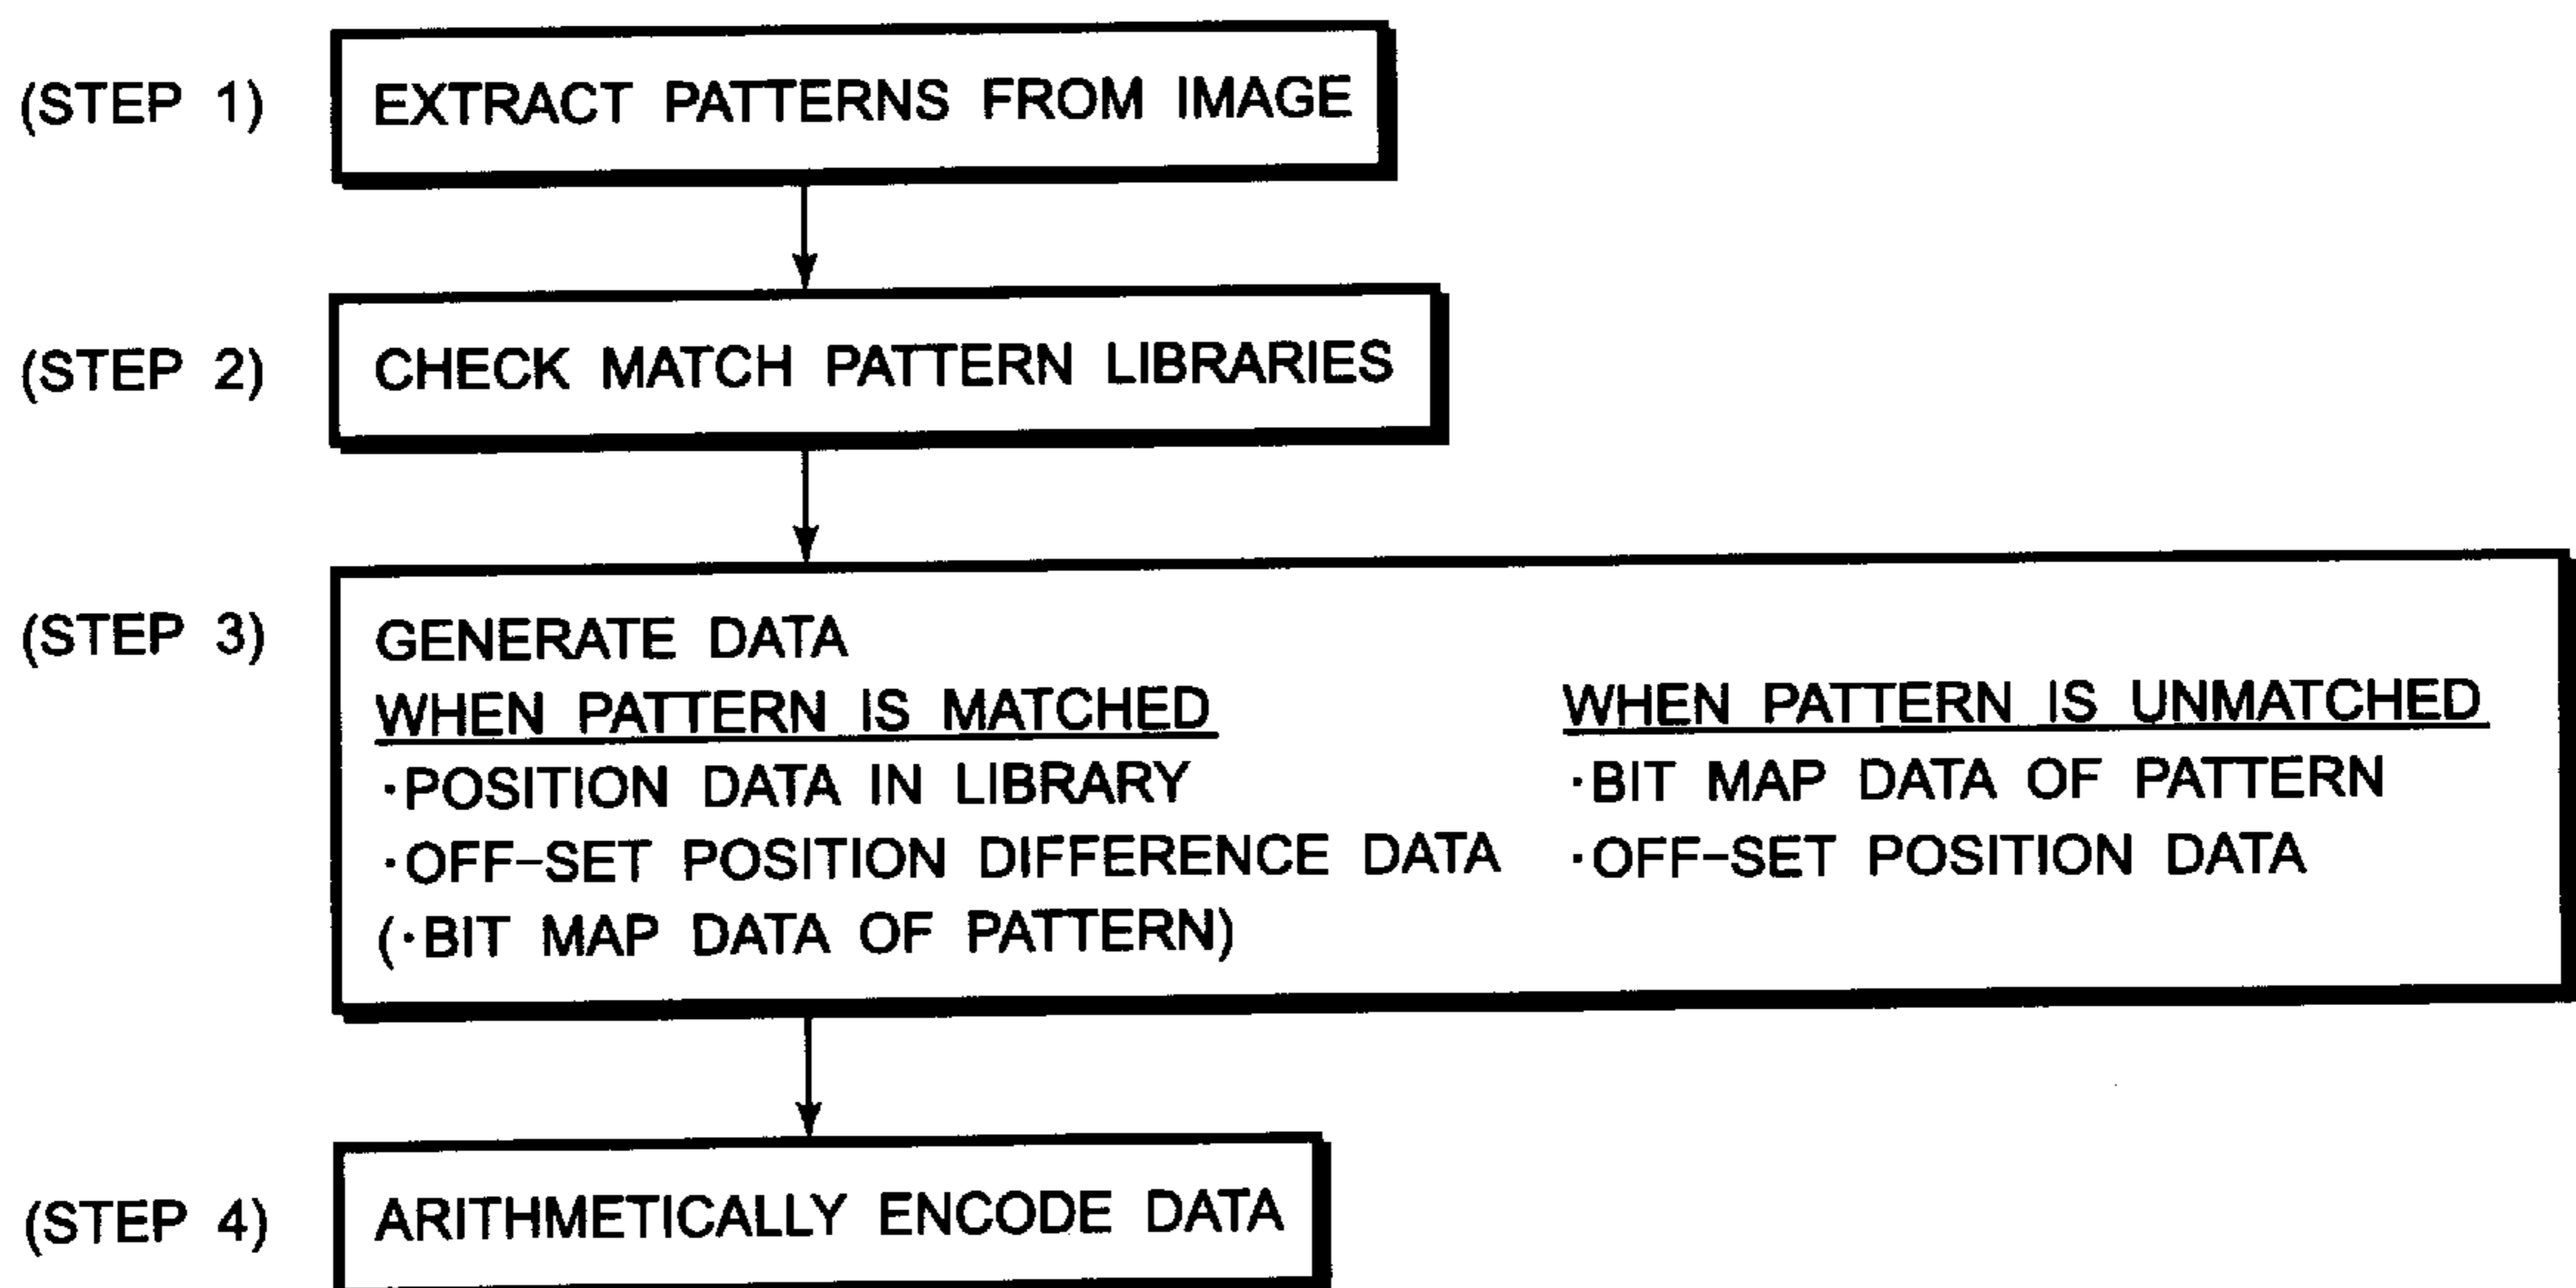 (STEP 1) EXTRACT PATTERNS FROM IMAGE
(STEP 2) CHECK MATCH PATTERN LIBRARIES
(STEP 3) GENERATE DATA
WHEN PATTERN IS MATCHED
·POSITION DATA IN LIBRARY
·OFF-SET POSITION DIFFERENCE DATA
(·BIT MAP DATA OF PATTERN)
WHEN PATTERN IS UNMATCHED
·BIT MAP DATA OF PATTERN
·OFF-SET POSITION DATA
(STEP 4) ARITHMETICALLY ENCODE DATA